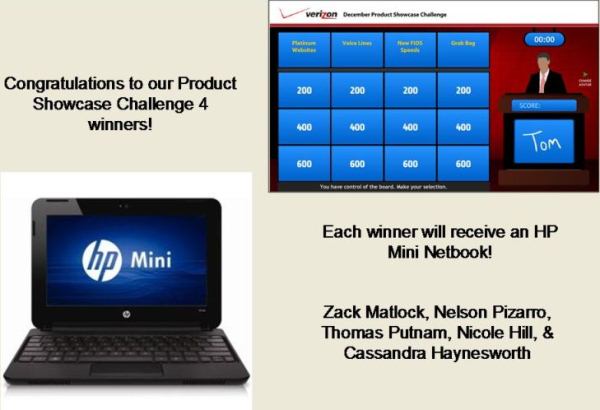 Congratulations to our Product
Showcase Challenge 4
winners!
verizon December Product Showcase Challenge
Platinum
Websites
Voice Lines
New FIOS
Speeds
Grab Bag
00:00
200 200 200 200
400 400 400 400
600 600 600 600
SCORE:
Tom
You have control of the board. Make your selection.
hp Mini
hp
Each winner will receive an HP
Mini Netbook!
Zack Matlock, Nelson Pizarro,
Thomas Putnam, Nicole Hill, &
Cassandra Haynesworth